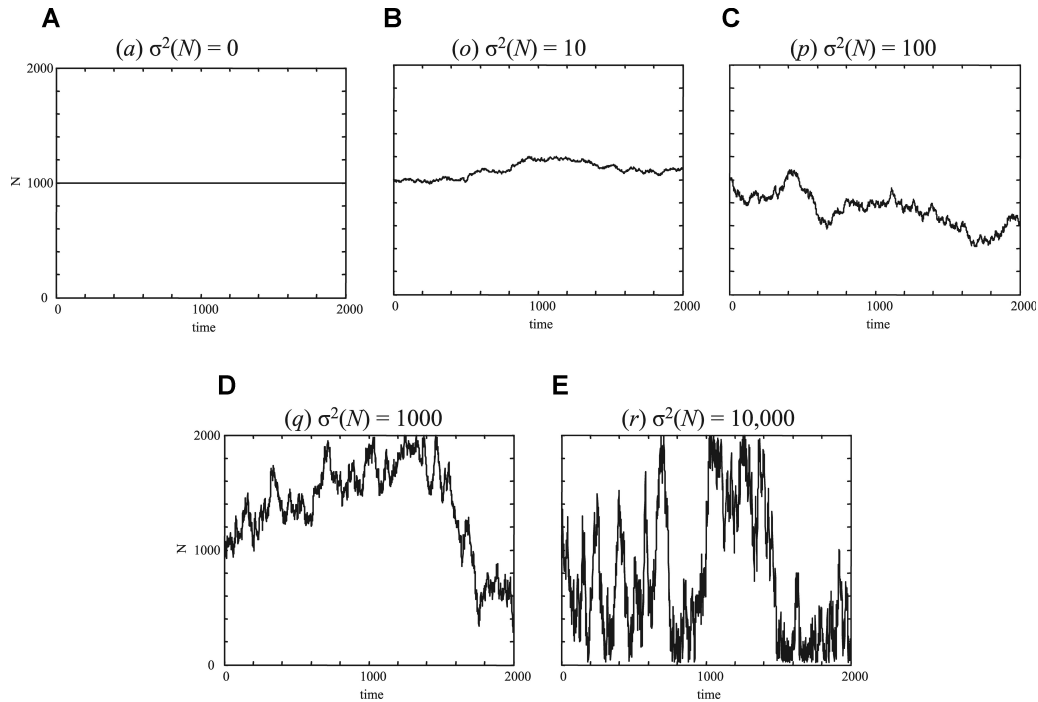 A
B
C
(a) σ²(N) = 0
(o) σ²(N) = 10
(p) σ²(N) = 100
2000
N
1000
0
0
1000
2000
time
0
1000
2000
time
0
1000
2000
time
D
E
(q) σ²(N) = 1000
(r) σ²(N) = 10,000
2000
N
1000
0
0
1000
2000
time
0
1000
2000
time